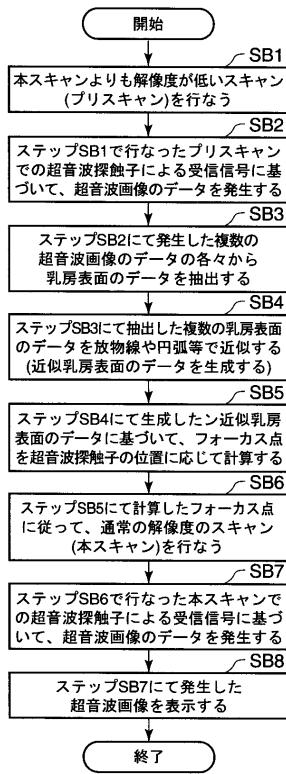 開始
SB1
本スキャンよりも解像度が低いスキャン
(プリスキャン)を行なう
SB2
ステップSB1で行なったプリスキャン
での超音波探触子による受信信号に基
づいて、超音波画像のデータを発生する
SB3
ステップSB2にて発生した複数の
超音波画像のデータの各々から
乳房表面のデータを抽出する
SB4
ステップSB3にて抽出した複数の乳房表面
のデータを放物線や円弧等で近似する
(近似乳房表面のデータを生成する)
SB5
ステップSB4にて生成したン近似乳房
表面のデータに基づいて、フォーカス点
を超音波探触子の位置に応じて計算する
SB6
ステップSB5にて計算したフォーカス点
に従って、通常の解像度のスキャン
(本スキャン)を行なう
SB7
ステップSB6で行なった本スキャンで
の超音波探触子による受信信号に基づ
いて、超音波画像のデータを発生する
SB8
ステップSB7にて発生した
超音波画像を表示する
終了